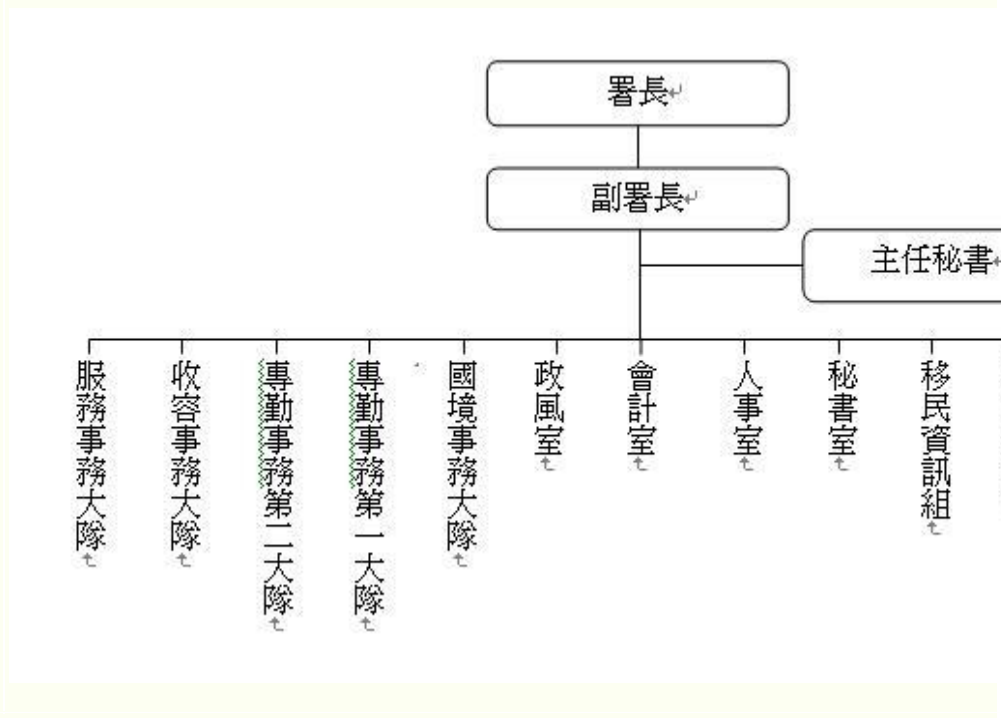 署長
副署長
主任秘書
服務事務大隊
收容事務大隊
專勤事務第二大隊
專勤事務第一大隊
國境事務大隊
政風室
會計室
人事室
秘書室
移民資訊組